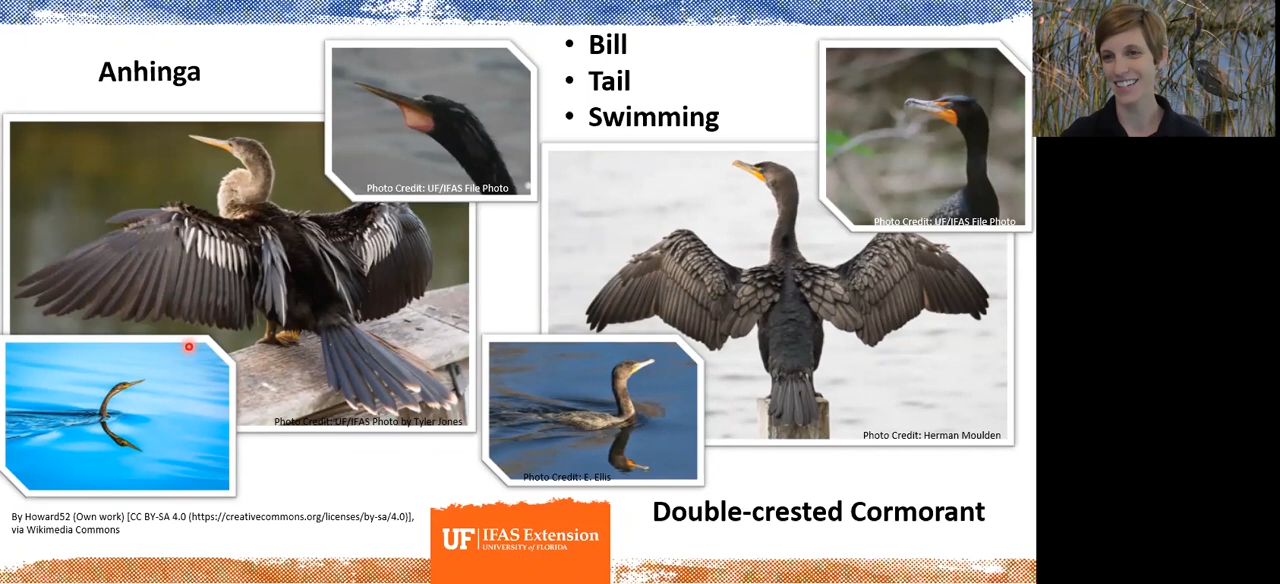 Anhinga
• Bill
• Tail
• Swimming
Photo Credit: UF/IFAS File Photo
Photo Credit: UF/IFAS File Photo
Photo Credit: UF/IFAS Photo by Tyler Jones
Photo Credit: Herman Moulden
Photo Credit: E. Ellis
By Howard52 (Own work) [CC BY-SA 4.0 (https://creativecommons.org/licenses/by-sa/4.0)],
via Wikimedia Commons
Double-crested Cormorant
UF | IFAS Extension
UNIVERSITY of FLORIDA